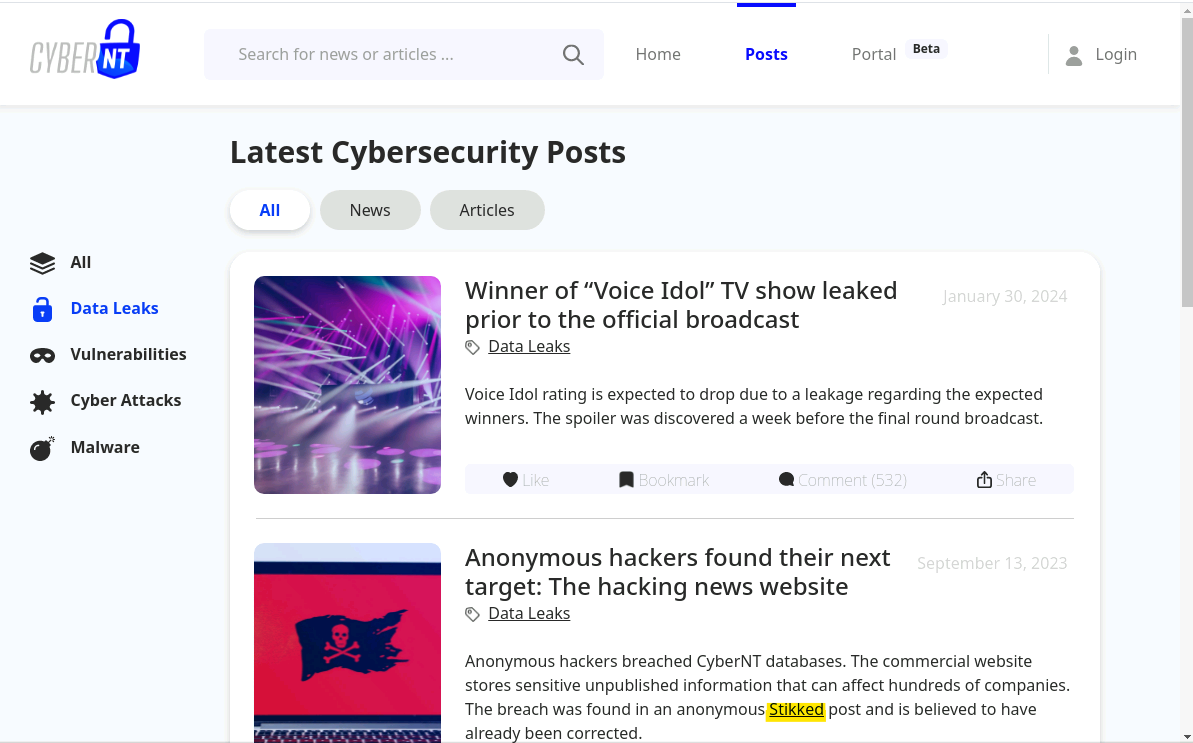 CYBERNT
Search for news or articles ...
Home
Posts
Portal
Beta
Login
Latest Cybersecurity Posts
All
News
Articles
All
Data Leaks
Vulnerabilities
Cyber Attacks
Malware
Winner of “Voice Idol” TV show leaked
prior to the official broadcast
January 30, 2024
Data Leaks
Voice Idol rating is expected to drop due to a leakage regarding the expected
winners. The spoiler was discovered a week before the final round broadcast.
Like
Bookmark
Comment (532)
Share
Anonymous hackers found their next
target: The hacking news website
September 13, 2023
Data Leaks
Anonymous hackers breached CyberNT databases. The commercial website
stores sensitive unpublished information that can affect hundreds of companies.
The breach was found in an anonymous Stikked post and is believed to have
already been corrected.